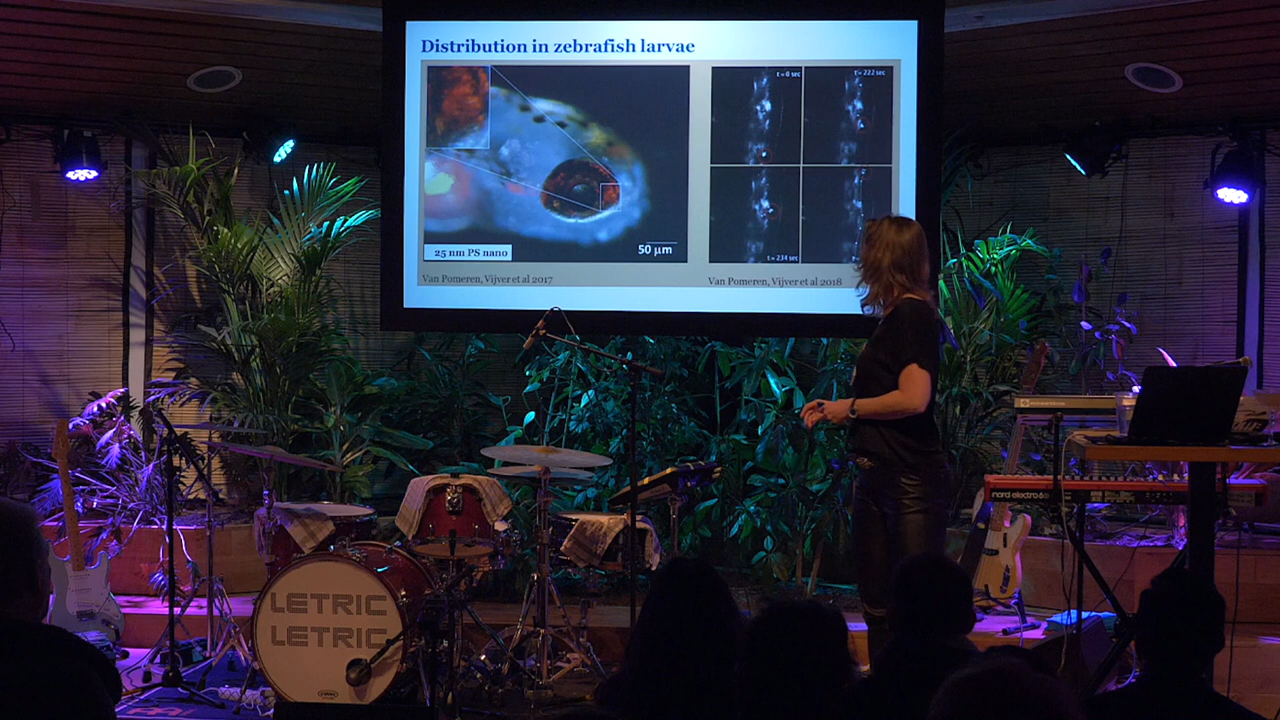 Distribution in zebrafish larvae
t = 0 sec
t = 222 sec
25 nm PS nano
50 μm
t = 234 sec
Van Pomeren, Vijver et al 2017
Van Pomeren, Vijver et al 2018
nord electro 6
LETRIC
LETRIC